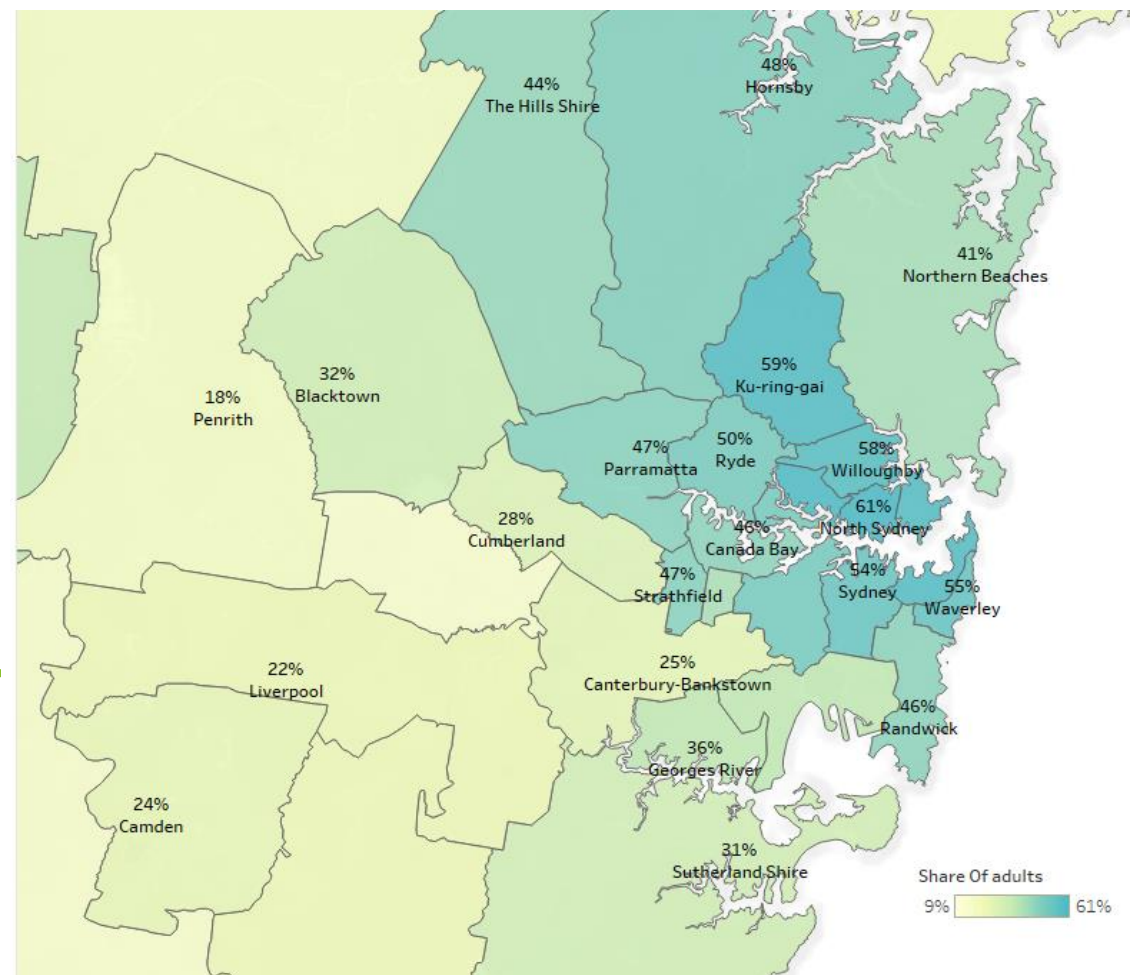 48%
Hornsby
44%
The Hills Shire
41%
Northern Beaches
59%
Ku-ring-gai
32%
Blacktown
18%
Penrith
47%
Parramatta
50%
Ryde
58%
Willoughby
61%
North Sydney
28%
Cumberland
46%
Canada Bay
47%
Strathfield
54%
Sydney
55%
Waverley
22%
Liverpool
25%
Canterbury-Bankstown
46%
Randwick
36%
Georges River
24%
Camden
31%
Sutherland Shire
Share Of adults
9% 61%